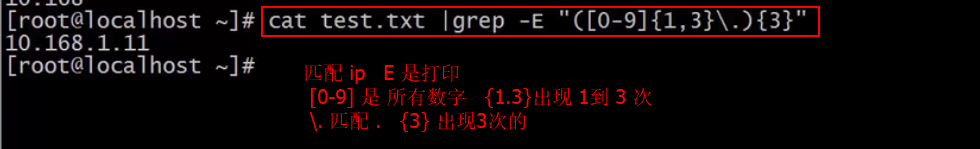 10.168
[root@localhost ~]# cat test.txt |grep -E "([0-9]{1,3}\.){3}"
10.168.1.11
[root@localhost ~]#
匹配 ip E 是打印
[0-9] 是 所有数字 {1.3}出现 1到 3 次
\. 匹配 . {3} 出现3次的